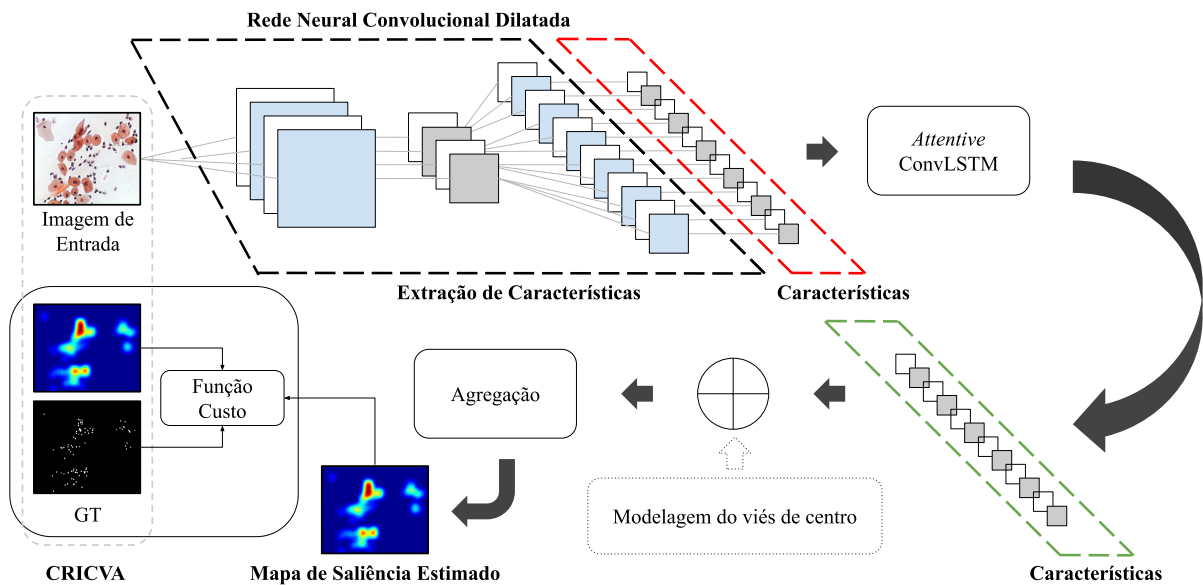 Rede Neural Convolucional Dilatada
Imagem de
Entrada
Attentive
ConvLSTM
Extração de Características
Características
Função
Custo
Agregação
GT
Modelagem do viés de centro
CRICVA
Mapa de Saliência Estimado
Características